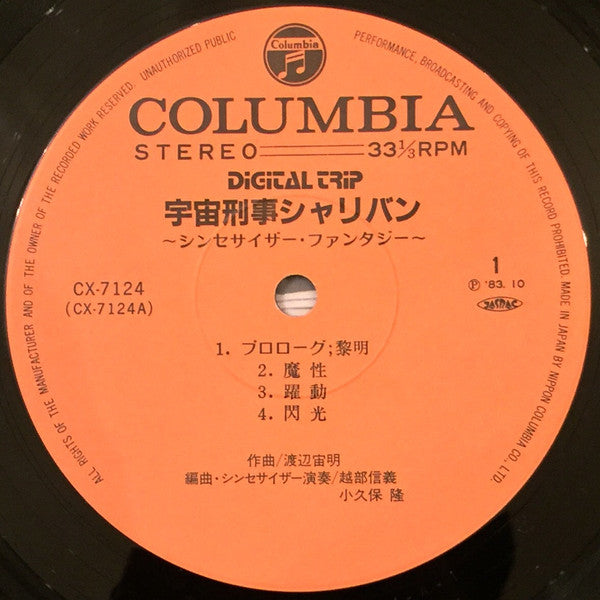 Columbia
COLUMBIA
STEREO 33⅓RPM
DIGITAL TRIP
宇宙刑事シャリバン
～シンセサイザー・ファンタジー～
CX-7124
(CX-7124A)
1
Ⓟ '83. 10
JASRAC
1. プロローグ;黎明
2. 魔性
3. 躍動
4. 閃光
作曲/渡辺宙明
編曲・シンセサイザー演奏/越部信義
小久保 隆
ALL RIGHTS OF THE MANUFACTURER AND OF THE OWNER OF THE RECORDED WORK RESERVED. UNAUTHORIZED PUBLIC PERFORMANCE, BROADCASTING AND COPYING OF THIS RECORD PROHIBITED. MADE IN JAPAN BY NIPPON COLUMBIA CO., LTD.